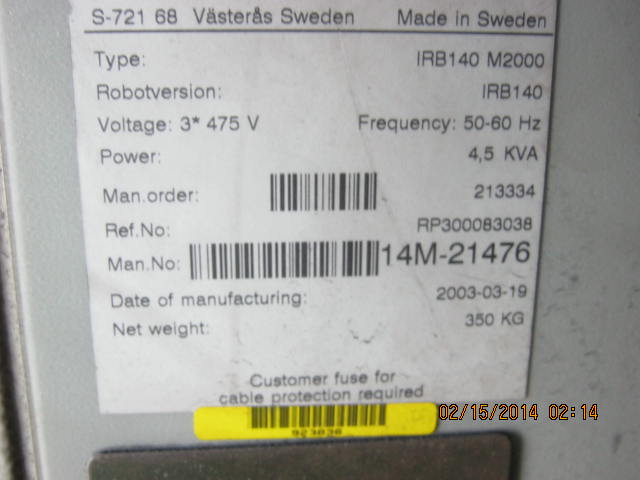 S-721 68 Västerås Sweden Made in Sweden
Type: IRB140 M2000
Robotversion: IRB140
Voltage: 3* 475 V Frequency: 50-60 Hz
Power: 4,5 KVA
Man.order: 213334
Ref.No: RP300083038
Man.No: 14M-21476
Date of manufacturing: 2003-03-19
Net weight: 350 KG
Customer fuse for
cable protection required
923836
02/15/2014 02:14